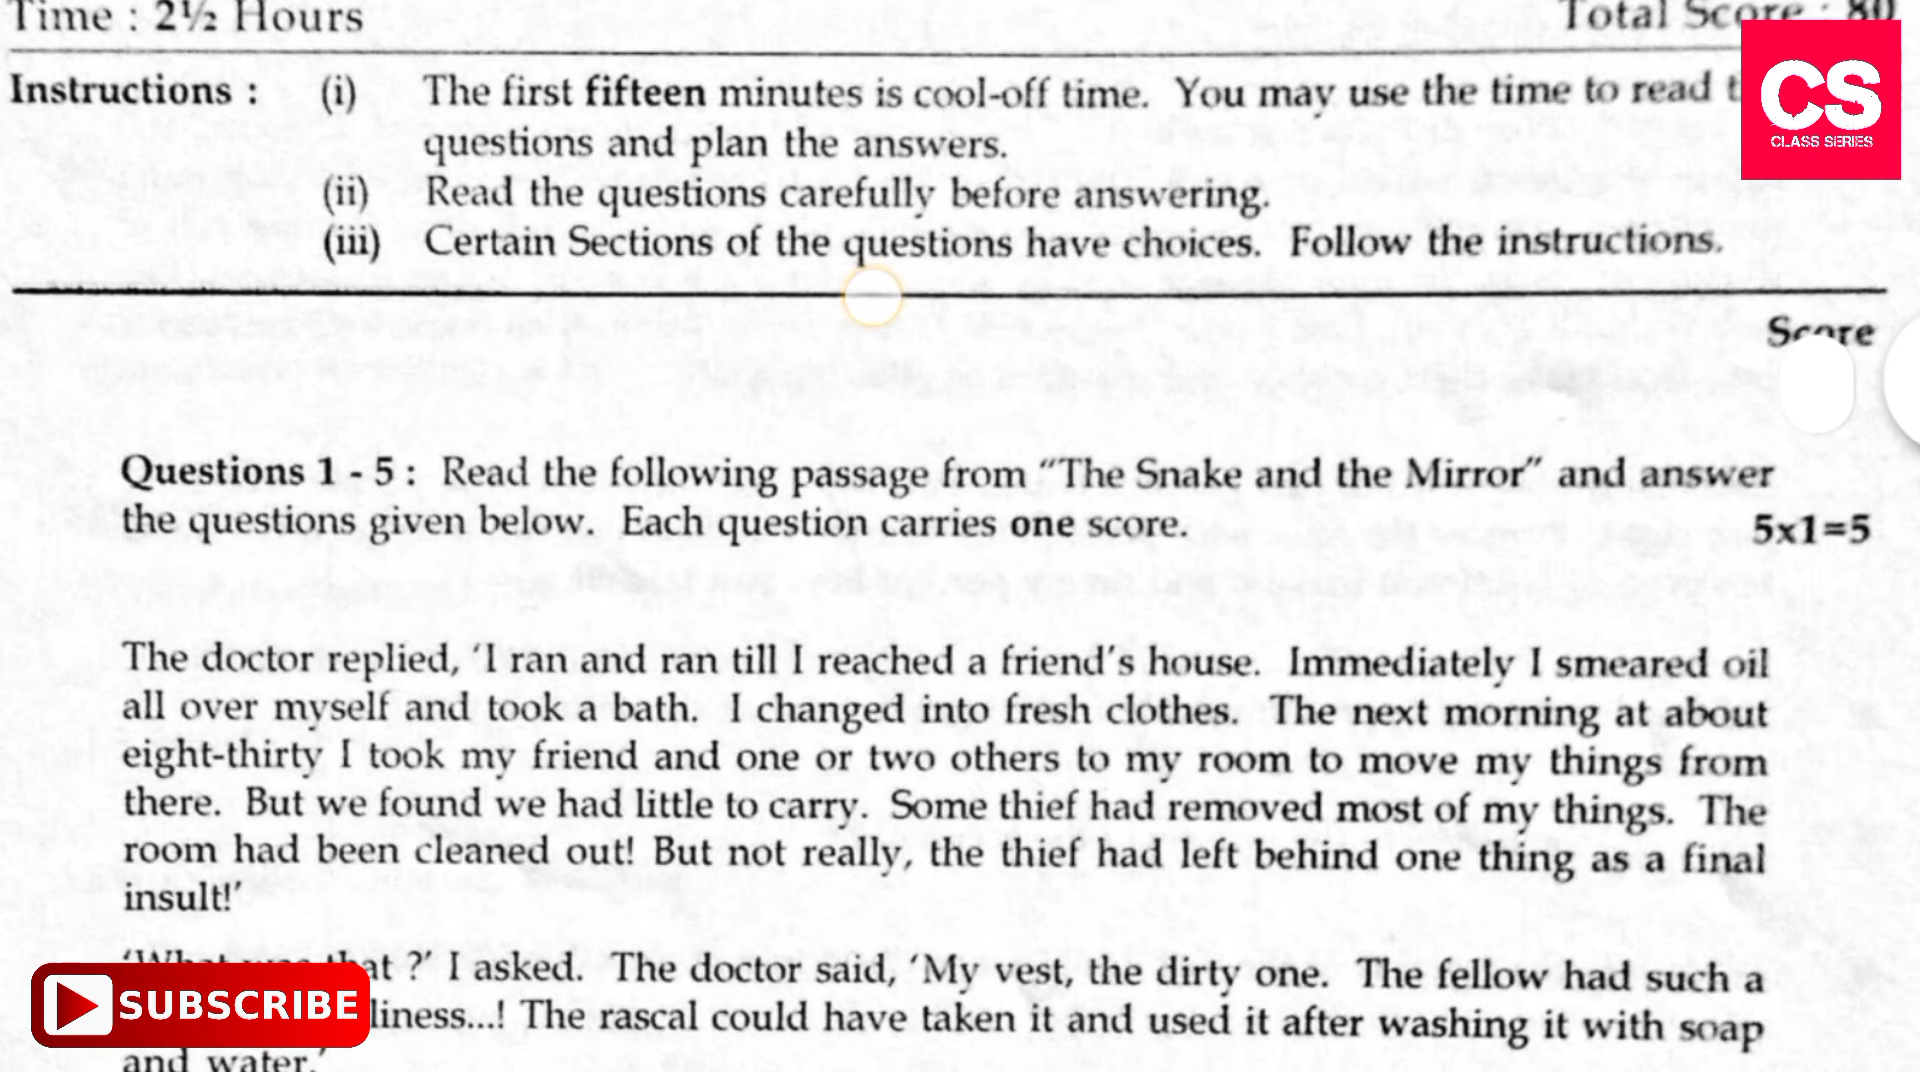 Time : 2½ Hours
Total Score : 80
Instructions : (i) The first fifteen minutes is cool-off time. You may use the time to read
questions and plan the answers.
(ii) Read the questions carefully before answering.
(iii) Certain Sections of the questions have choices. Follow the instructions.
CS
CLASS SERIES
Score
Questions 1 - 5 : Read the following passage from “The Snake and the Mirror” and answer
the questions given below. Each question carries one score. 5x1=5
The doctor replied, ‘I ran and ran till I reached a friend’s house. Immediately I smeared oil
all over myself and took a bath. I changed into fresh clothes. The next morning at about
eight-thirty I took my friend and one or two others to my room to move my things from
there. But we found we had little to carry. Some thief had removed most of my things. The
room had been cleaned out! But not really, the thief had left behind one thing as a final
insult!’
‘What was that ?’ I asked. The doctor said, ‘My vest, the dirty one. The fellow had such a
liness...! The rascal could have taken it and used it after washing it with soap
and water.’
SUBSCRIBE